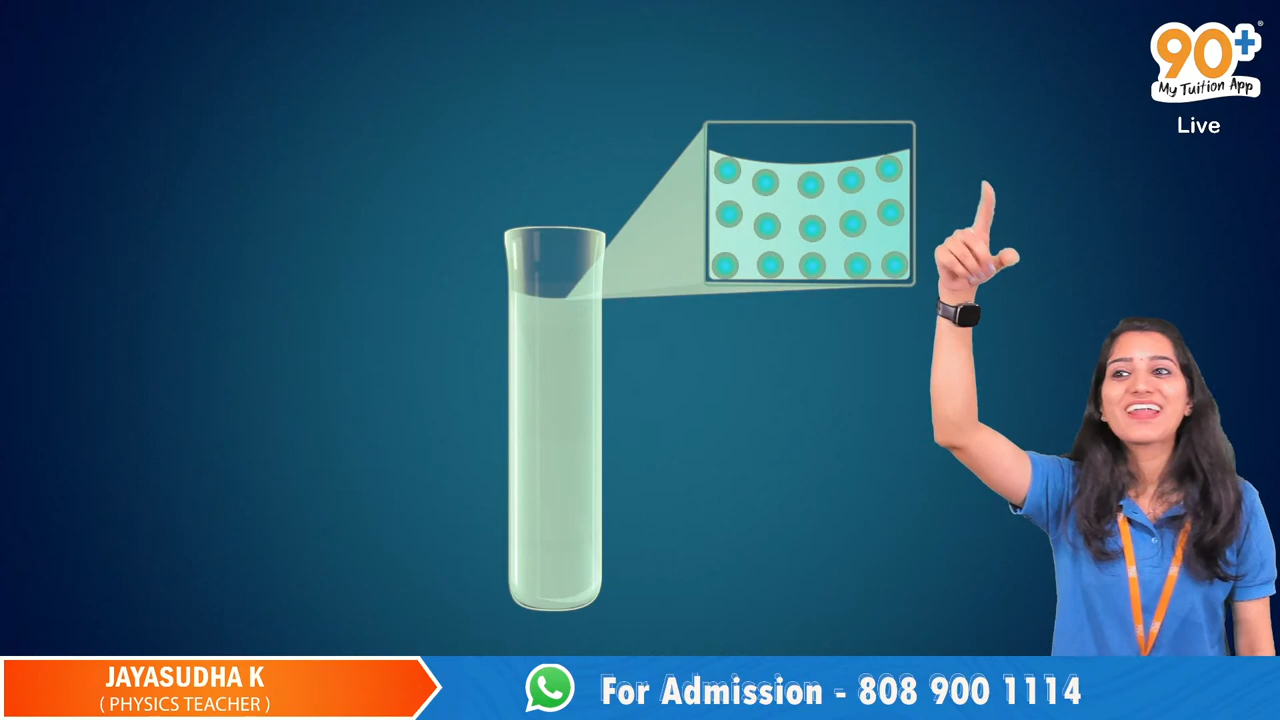 90+
®
My Tuition App
Live
JAYASUDHA K
( PHYSICS TEACHER )
For Admission - 808 900 1114